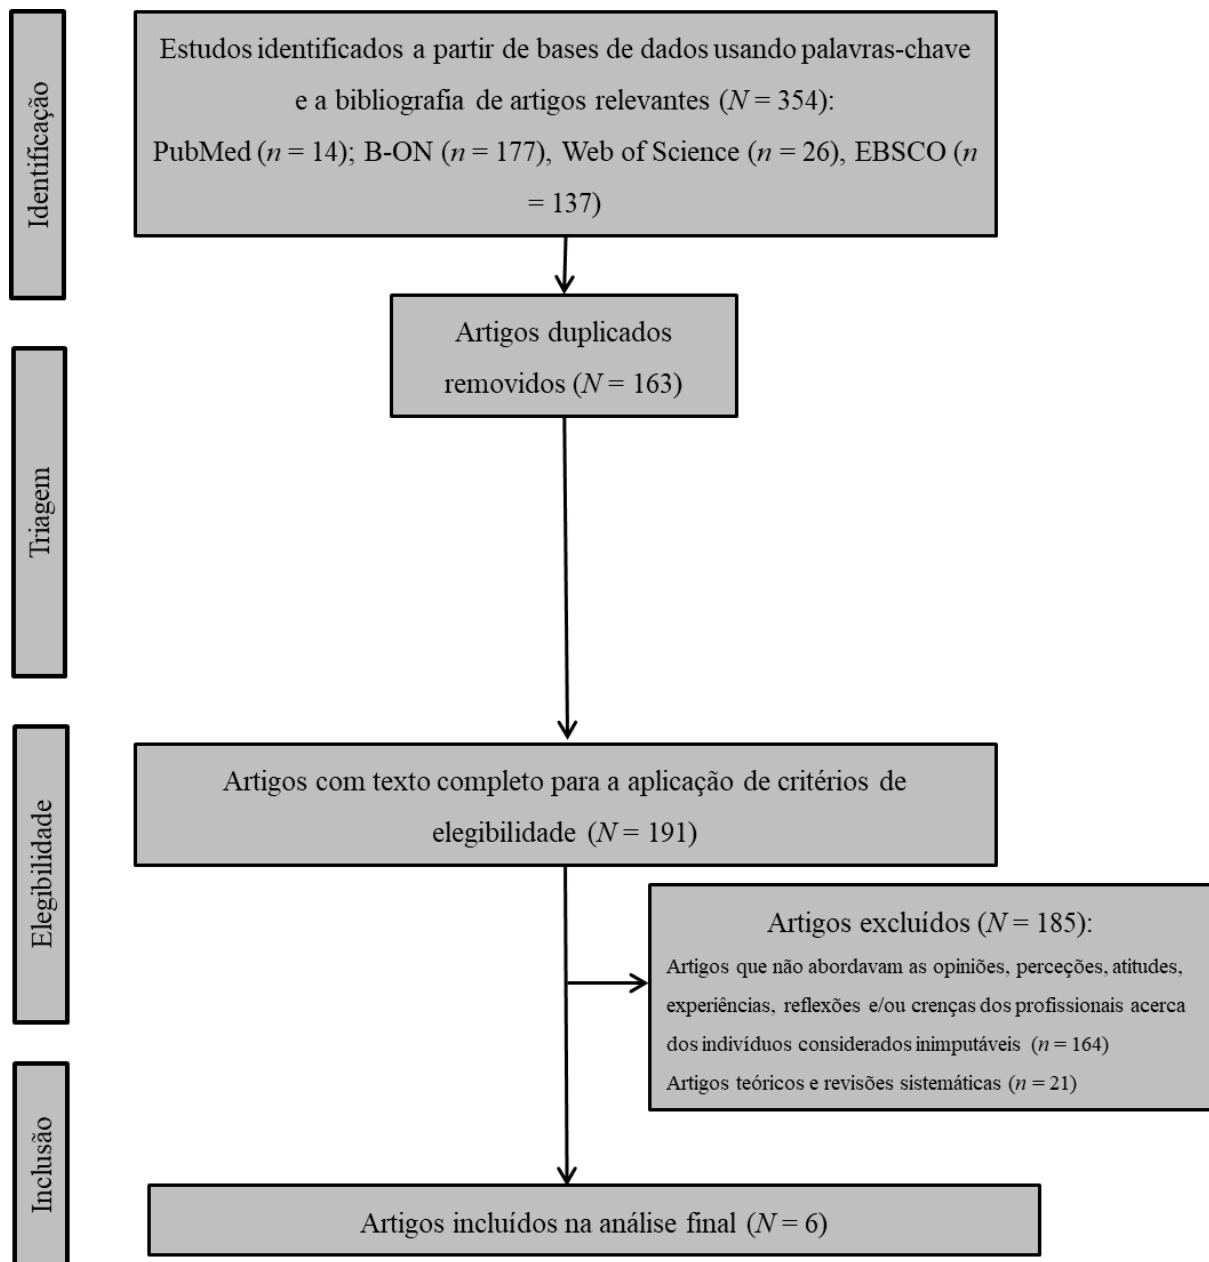 Identificação
Estudos identificados a partir de bases de dados usando palavras-chave
e a bibliografia de artigos relevantes (N = 354):
PubMed (n = 14); B-ON (n = 177), Web of Science (n = 26), EBSCO (n
= 137)
Artigos duplicados
removidos (N = 163)
Triagem
Elegibilidade
Artigos com texto completo para a aplicação de critérios de
elegibilidade (N = 191)
Artigos excluídos (N = 185):
Artigos que não abordavam as opiniões, perceções, atitudes,
experiências, reflexões e/ou crenças dos profissionais acerca
dos indivíduos considerados inimputáveis (n = 164)
Artigos teóricos e revisões sistemáticas (n = 21)
Inclusão
Artigos incluídos na análise final (N = 6)